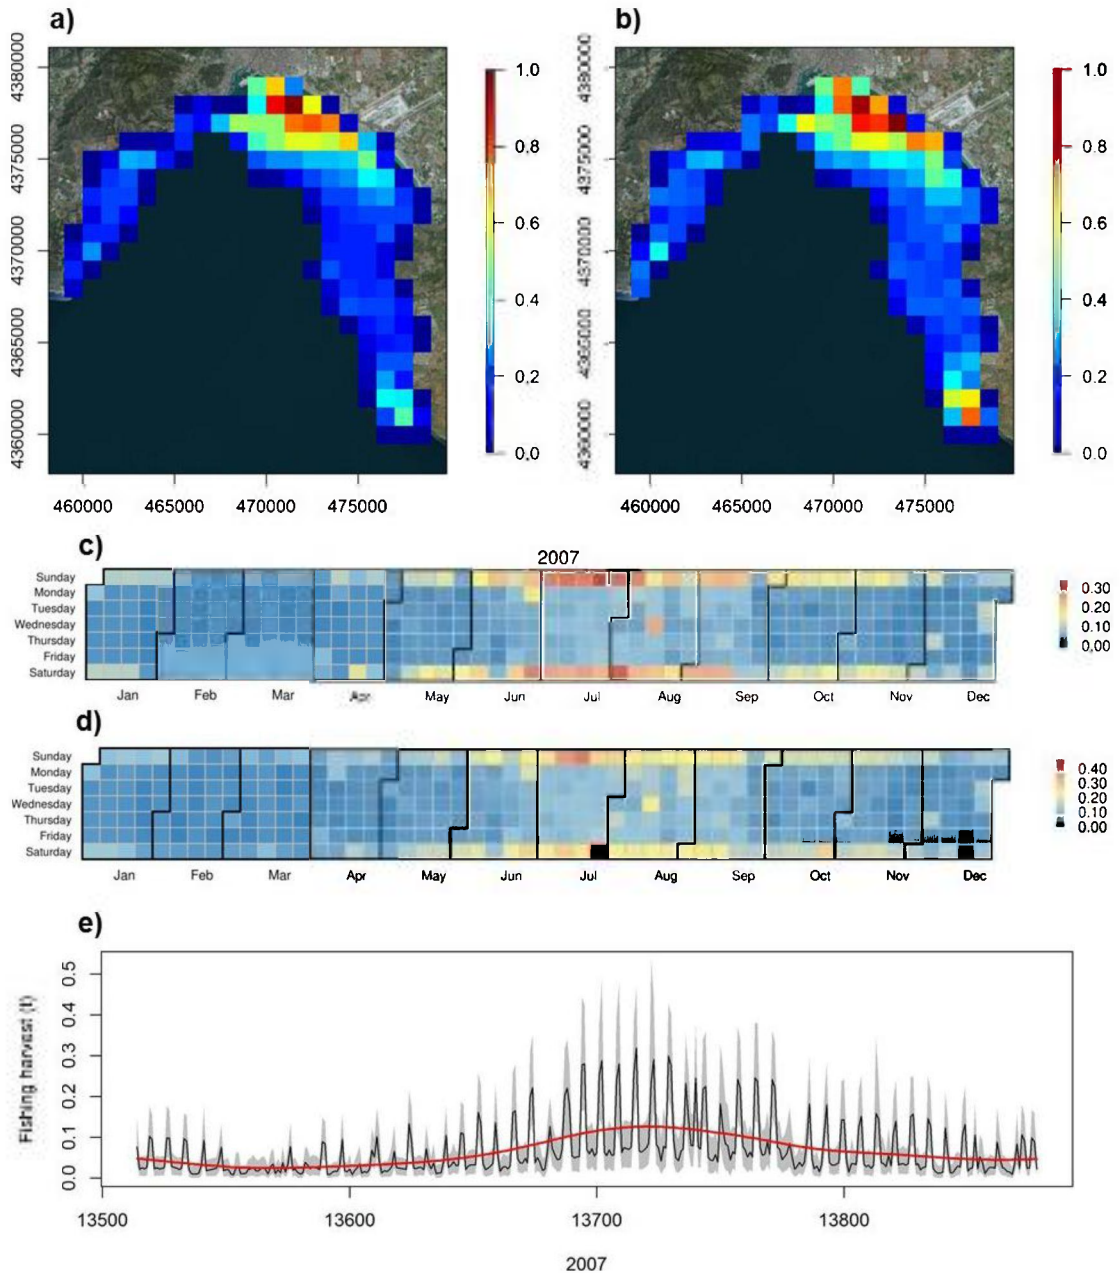 a) b)
4380000 4375000 4370000 4365000 4360000
1.0 0.8 0.6 0.4 0.2 0.0
460000 465000 470000 475000
4380000 4375000 4370000 4365000 4360000
1.0 0.8 0.6 0.4 0.2 0.0
460000 465000 470000 475000
c)
2007
Sunday
Monday
Tuesday
Wednesday
Thursday
Friday
Saturday
Jan Feb Mar Apr May Jun Jul Aug Sep Oct Nov Dec
0.30
0.20
0.10
0,00
d)
Sunday
Monday
Tuesday
Wednesday
Thursday
Friday
Saturday
Jan Feb Mar Apr May Jun Jul Aug Sep Oct Nov Dec
0.40
0.30
0.20
0.10
0.00
e)
Fishing harvest (t)
0.5
0.4
0.3
0.2
0.1
0.0
13500 13600 13700 13800
2007